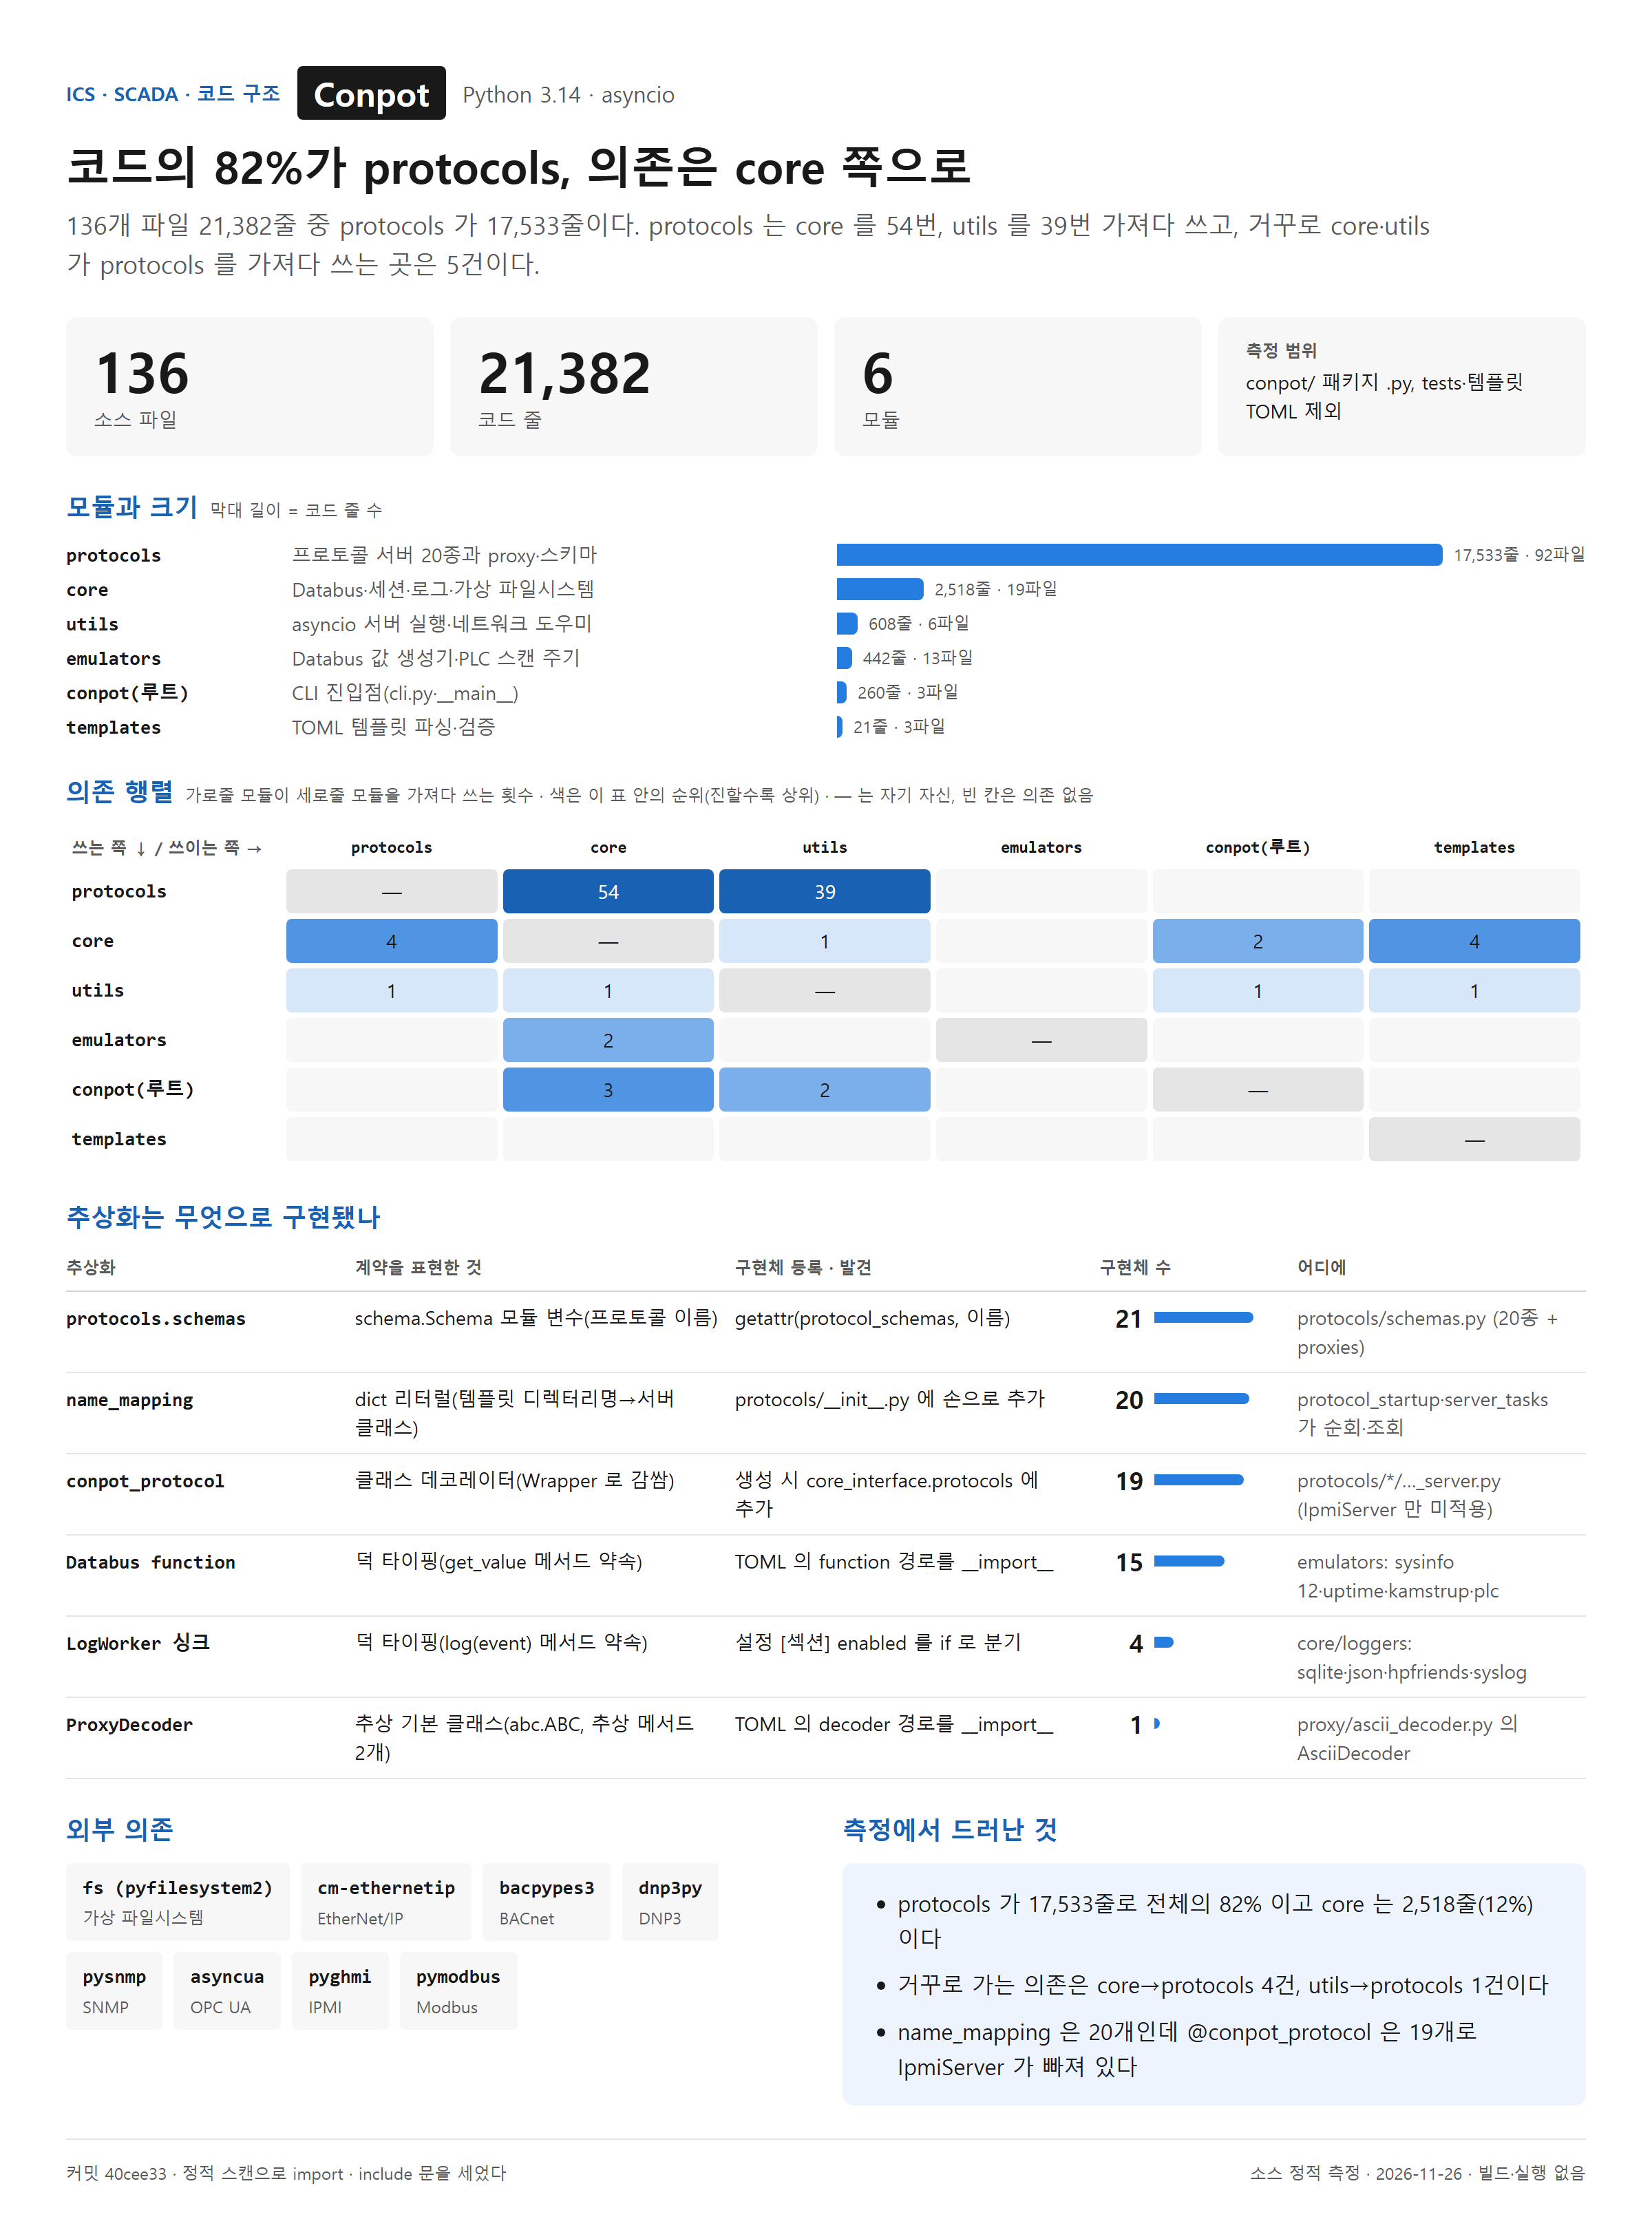 ICS · SCADA · 코드 구조 Conpot Python 3.14 · asyncio
코드의 82%가 protocols, 의존은 core 쪽으로
136개 파일 21,382줄 중 protocols 가 17,533줄이다. protocols 는 core 를 54번, utils 를 39번 가져다 쓰고, 거꾸로 core·utils
가 protocols 를 가져다 쓰는 곳은 5건이다.
136
소스 파일
21,382
코드 줄
6
모듈
측정 범위
conpot/ 패키지 .py, tests·템플릿
TOML 제외
모듈과 크기 막대 길이 = 코드 줄 수
protocols 프로토콜 서버 20종과 proxy·스키마 17,533줄 · 92파일
core Databus·세션·로그·가상 파일시스템 2,518줄 · 19파일
utils asyncio 서버 실행·네트워크 도우미 608줄 · 6파일
emulators Databus 값 생성기·PLC 스캔 주기 442줄 · 13파일
conpot(루트) CLI 진입점(cli.py·__main__) 260줄 · 3파일
templates TOML 템플릿 파싱·검증 21줄 · 3파일
의존 행렬 가로줄 모듈이 세로줄 모듈을 가져다 쓰는 횟수 · 색은 이 표 안의 순위(진할수록 상위) · — 는 자기 자신, 빈 칸은 의존 없음
쓰는 쪽 ↓ / 쓰이는 쪽 → protocols core utils emulators conpot(루트) templates
protocols — 54 39
core 4 — 1 2 4
utils 1 1 — 1 1
emulators 2 —
conpot(루트) 3 2 —
templates —
추상화는 무엇으로 구현됐나
추상화 계약을 표현한 것 구현체 등록 · 발견 구현체 수 어디에
protocols.schemas schema.Schema 모듈 변수(프로토콜 이름) getattr(protocol_schemas, 이름) 21 protocols/schemas.py (20종 +
proxies)
name_mapping dict 리터럴(템플릿 디렉터리명→서버 protocols/__init__.py 에 손으로 추가 20 protocol_startup·server_tasks
클래스) 가 순회·조회
conpot_protocol 클래스 데코레이터(Wrapper 로 감쌈) 생성 시 core_interface.protocols 에 19 protocols/*/…_server.py
추가 (IpmiServer 만 미적용)
Databus function 덕 타이핑(get_value 메서드 약속) TOML 의 function 경로를 __import__ 15 emulators: sysinfo
12·uptime·kamstrup·plc
LogWorker 싱크 덕 타이핑(log(event) 메서드 약속) 설정 [섹션] enabled 를 if 로 분기 4 core/loggers:
sqlite·json·hpfriends·syslog
ProxyDecoder 추상 기본 클래스(abc.ABC, 추상 메서드 TOML 의 decoder 경로를 __import__ 1 proxy/ascii_decoder.py 의
2개) AsciiDecoder
외부 의존
fs (pyfilesystem2) cm-ethernetip bacpypes3 dnp3py
가상 파일시스템 EtherNet/IP BACnet DNP3
pysnmp asyncua pyghmi pymodbus
SNMP OPC UA IPMI Modbus
측정에서 드러난 것
• protocols 가 17,533줄로 전체의 82% 이고 core 는 2,518줄(12%)
이다
• 거꾸로 가는 의존은 core→protocols 4건, utils→protocols 1건이다
• name_mapping 은 20개인데 @conpot_protocol 은 19개로
IpmiServer 가 빠져 있다
커밋 40cee33 · 정적 스캔으로 import · include 문을 세었다
소스 정적 측정 · 2026-11-26 · 빌드·실행 없음